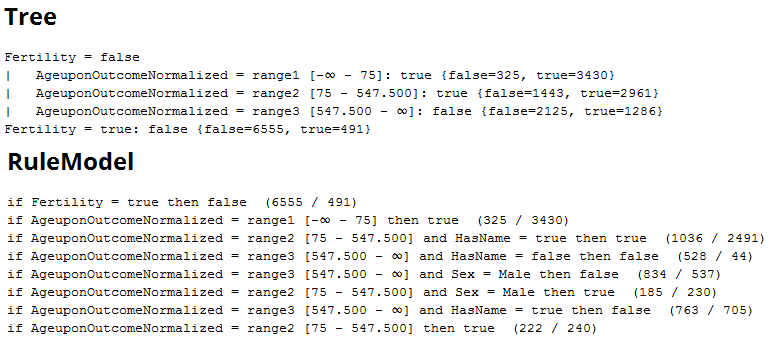 Tree
Fertility = false
|   AgeuponOutcomeNormalized = range1 [-∞ - 75]: true {false=325, true=3430}
|   AgeuponOutcomeNormalized = range2 [75 - 547.500]: true {false=1443, true=2961}
|   AgeuponOutcomeNormalized = range3 [547.500 - ∞]: false {false=2125, true=1286}
Fertility = true: false {false=6555, true=491}
RuleModel
if Fertility = true then false  (6555 / 491)
if AgeuponOutcomeNormalized = range1 [-∞ - 75] then true  (325 / 3430)
if AgeuponOutcomeNormalized = range2 [75 - 547.500] and HasName = true then true  (1036 / 2491)
if AgeuponOutcomeNormalized = range3 [547.500 - ∞] and HasName = false then false  (528 / 44)
if AgeuponOutcomeNormalized = range3 [547.500 - ∞] and Sex = Male then false  (834 / 537)
if AgeuponOutcomeNormalized = range2 [75 - 547.500] and Sex = Male then true  (185 / 230)
if AgeuponOutcomeNormalized = range3 [547.500 - ∞] and HasName = true then false  (763 / 705)
if AgeuponOutcomeNormalized = range2 [75 - 547.500] then true  (222 / 240)